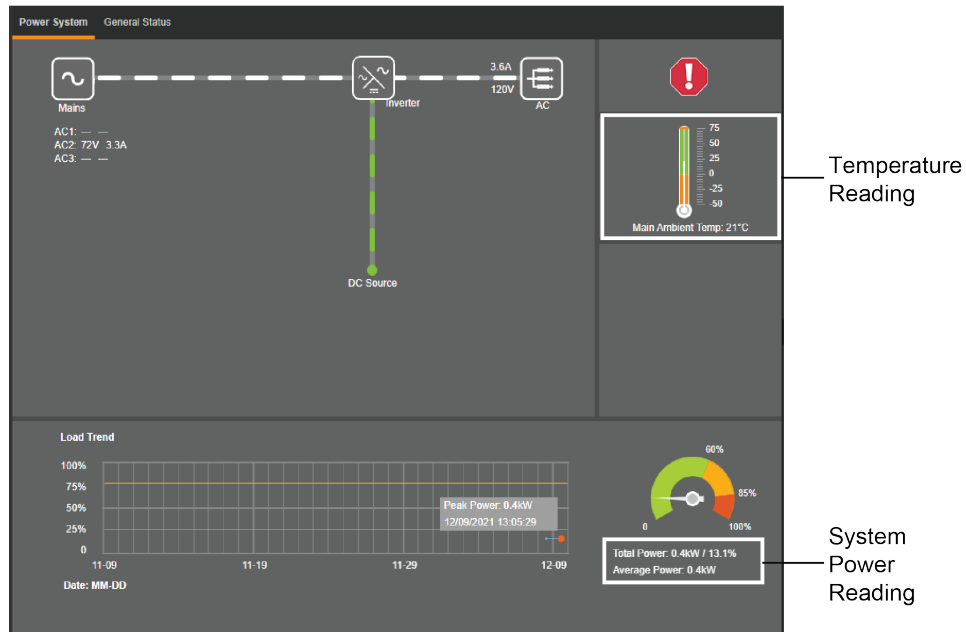 Power System General Status
Mains
AC1: --- ---
AC2: 72V 3.3A
AC3: --- ---
Inverter
3.6A
120V
AC
DC Source
75
50
25
0
-25
-50
Main Ambient Temp: 21°C
Temperature
Reading
Load Trend
100%
75%
50%
25%
0
11-09 11-19 11-29 12-09
Date: MM-DD
Peak Power: 0.4kW
12/09/2021 13:05:29
60%
85%
0 100%
Total Power: 0.4kW / 13.1%
Average Power: 0.4kW
System
Power
Reading